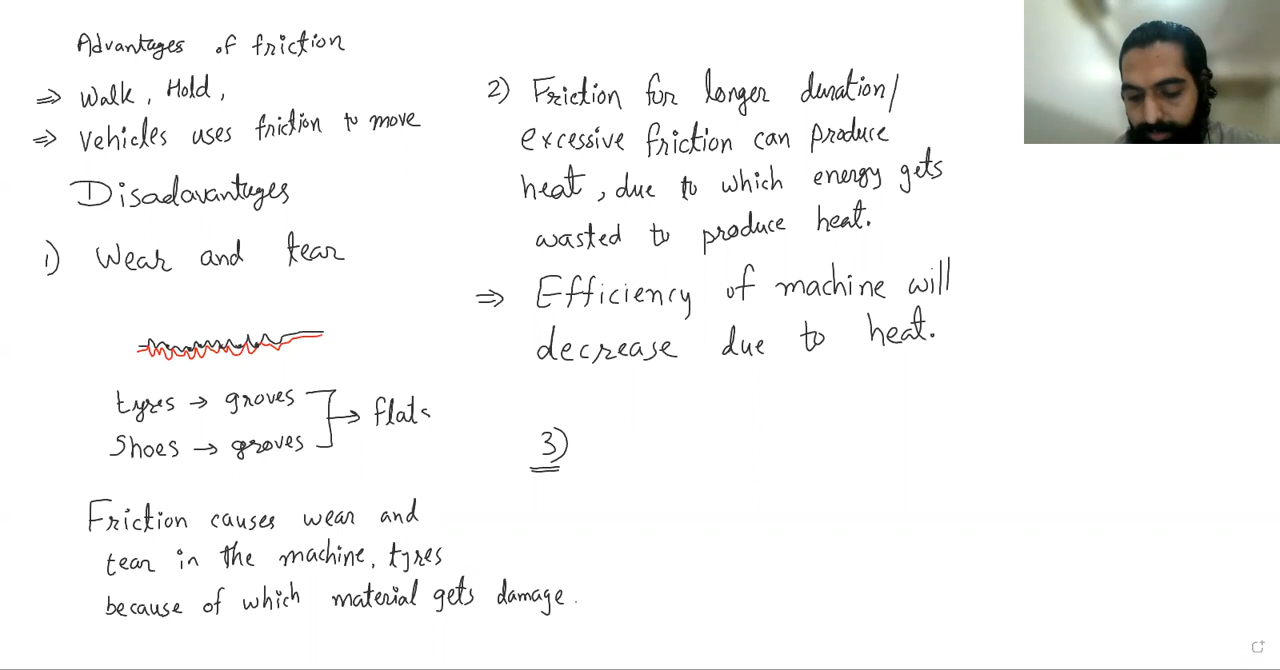 Advantages of friction
⇒ Walk, Hold,
⇒ Vehicles uses friction to move
Disadavantages
1) Wear and tear
tyres → groves
Shoes → groves
→ flats
Friction causes wear and
tear in the machine, tyres
because of which material gets damage.
2) Friction for longer duration/
excessive friction can produce
heat, due to which energy gets
wasted to produce heat.
⇒ Efficiency of machine will
decrease due to heat.
3)